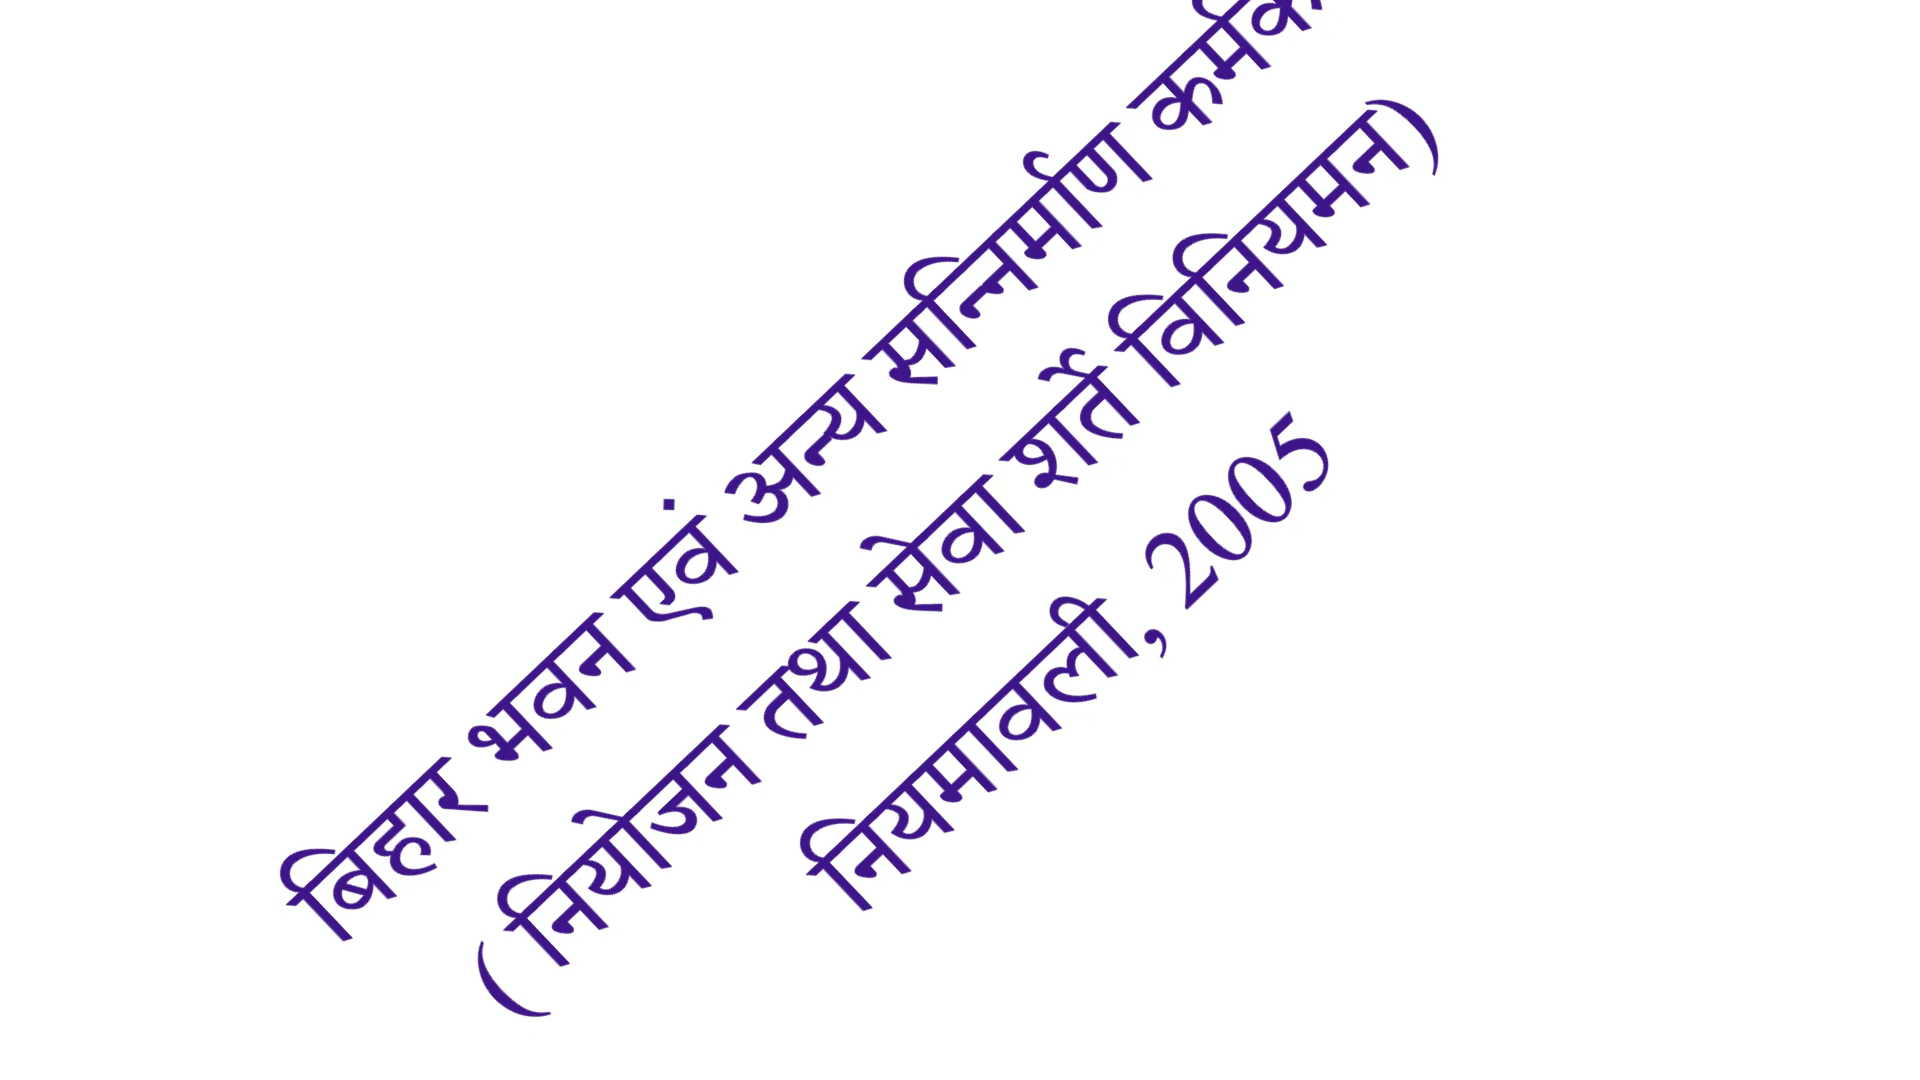 बिहार भवन एवं अन्य सन्निर्माण
(नियोजन तथा सेवा शर्ते विनियमन)
नियमावली, 2005